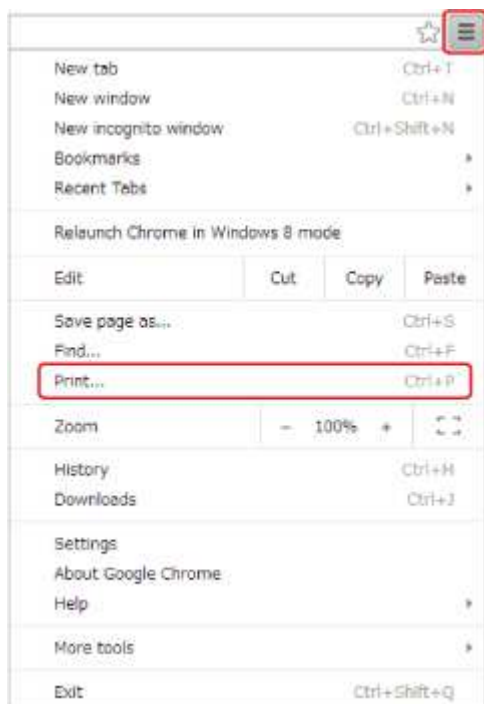 New tab Ctrl+T
New window Ctrl+N
New incognito window Ctrl+Shift+N
Bookmarks
Recent Tabs
Relaunch Chrome in Windows 8 mode
Edit Cut Copy Paste
Save page as... Ctrl+S
Find... Ctrl+F
Print... Ctrl+P
Zoom - 100% +
History Ctrl+H
Downloads Ctrl+J
Settings
About Google Chrome
Help
More tools
Exit Ctrl+Shift+Q